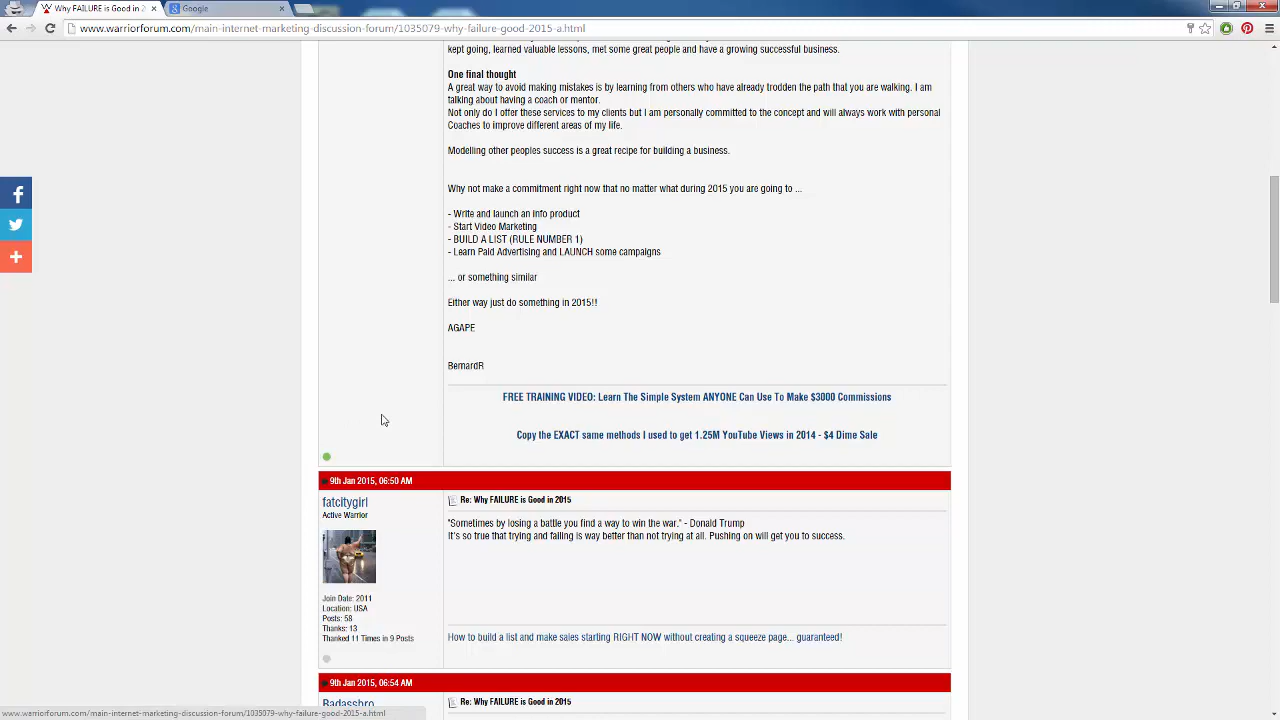 Why FAILURE is Good in 2015
Google
www.warriorforum.com/main-internet-marketing-discussion-forum/1035079-why-failure-good-2015-a.html
kept going, learned valuable lessons, met some great people and have a growing successful business.
One final thought
A great way to avoid making mistakes is by learning from others who have already trodden the path that you are walking. I am
talking about having a coach or mentor.
Not only do I offer these services to my clients but I am personally committed to the concept and will always work with personal
Coaches to improve different areas of my life.
Modelling other peoples success is a great recipe for building a business.
Why not make a commitment right now that no matter what during 2015 you are going to ...
- Write and launch an info product
- Start Video Marketing
- BUILD A LIST (RULE NUMBER 1)
- Learn Paid Advertising and LAUNCH some campaigns
... or something similar
Either way just do something in 2015!!
AGAPE
BernardR
FREE TRAINING VIDEO: Learn The Simple System ANYONE Can Use To Make $3000 Commissions
Copy the EXACT same methods I used to get 1.25M YouTube Views in 2014 - $4 Dime Sale
9th Jan 2015, 06:50 AM
fatcitygirl
Active Warrior
Re: Why FAILURE is Good in 2015
"Sometimes by losing a battle you find a way to win the war." - Donald Trump
It's so true that trying and failing is way better than not trying at all. Pushing on will get you to success.
Join Date: 2011
Location: USA
Posts: 58
Thanks: 13
Thanked 11 Times in 9 Posts
How to build a list and make sales starting RIGHT NOW without creating a squeeze page... guaranteed!
9th Jan 2015, 06:54 AM
Badassbro
Re: Why FAILURE is Good in 2015
www.warriorforum.com/main-internet-marketing-discussion-forum/1035079-why-failure-good-2015-a.html